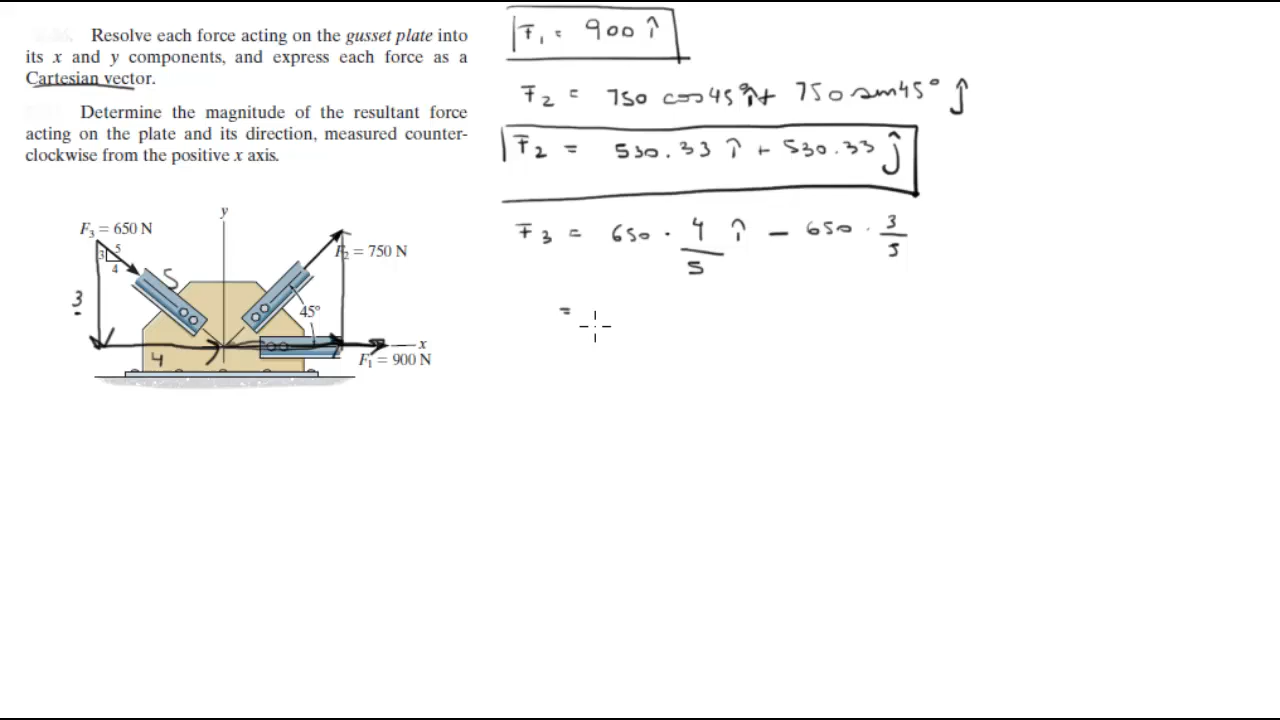 Resolve each force acting on the gusset plate into
its x and y components, and express each force as a
Cartesian vector.
Determine the magnitude of the resultant force
acting on the plate and its direction, measured counter-
clockwise from the positive x axis.
F₃ = 650 N
3
5
4
5
3
4
y
F₂ = 750 N
45°
x
F₁ = 900 N
F₁ = 900 î
F₂ = 750 cos45° î + 750 sin45° ĵ
F₂ = 530.33 î + 530.33 ĵ
F₃ = 650 · 4/5 î - 650 · 3/5
=